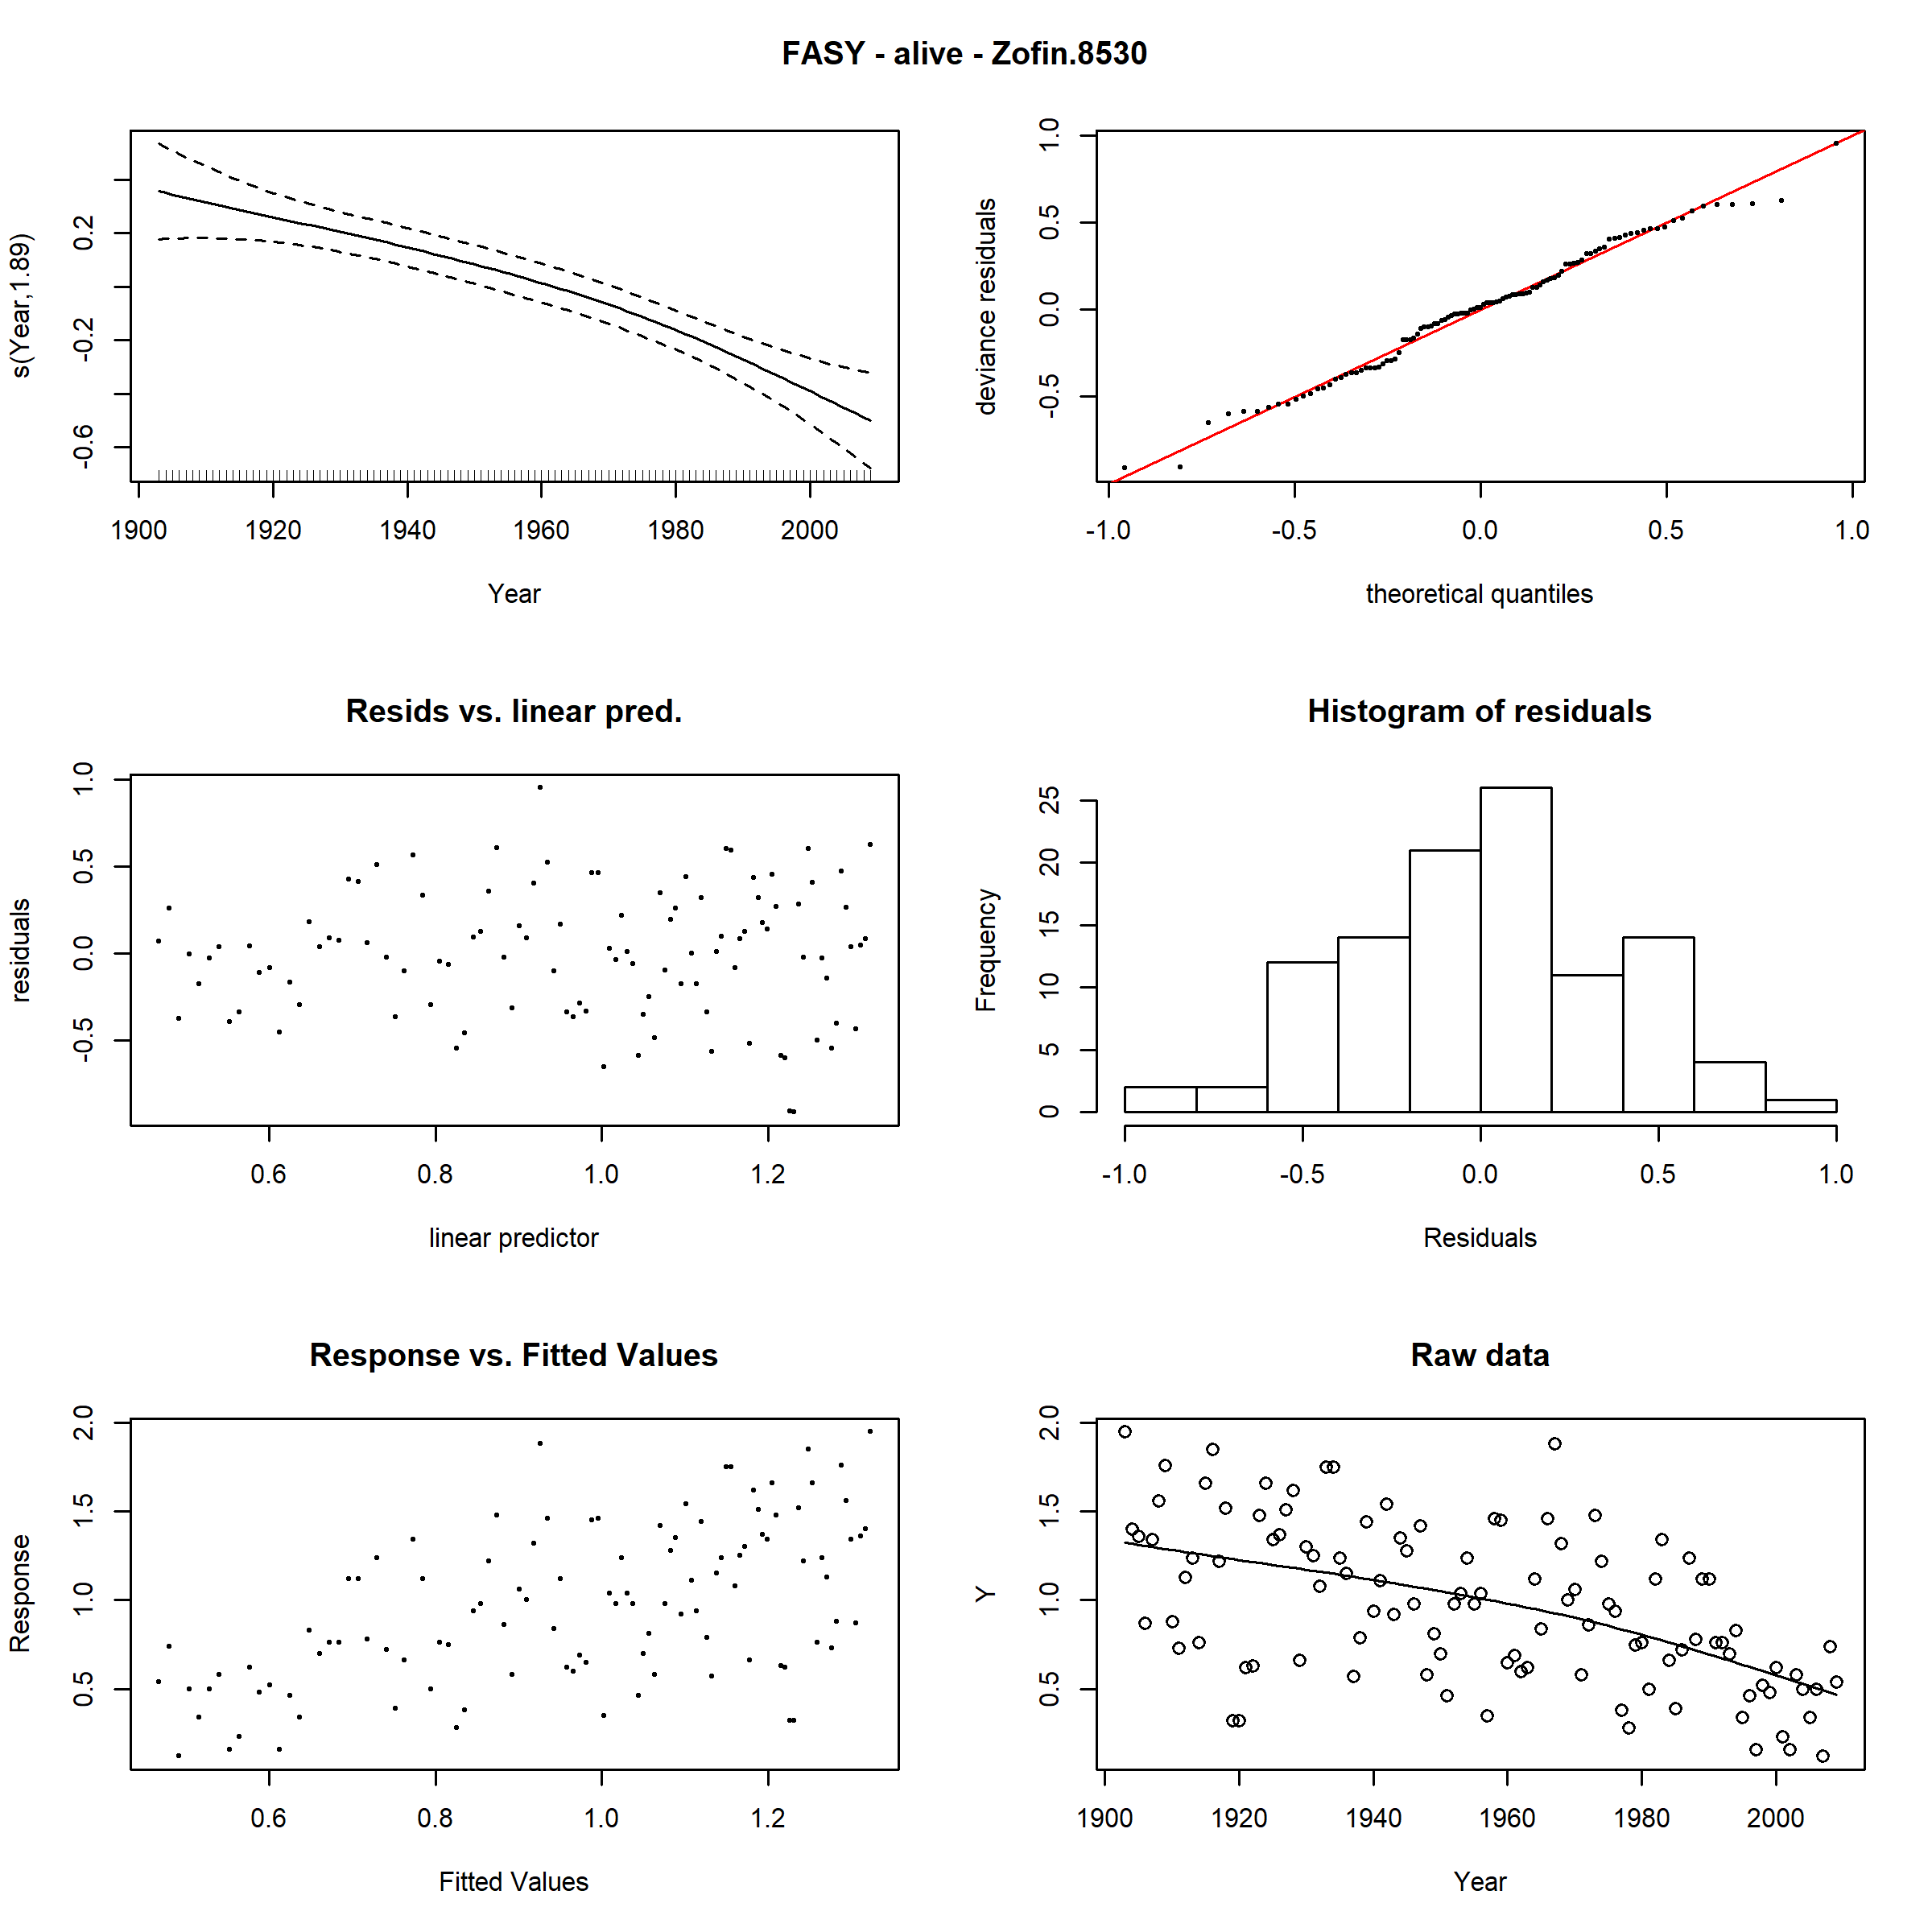 FASY - alive - Zofin.8530
s(Year,1.89)
-0.6 -0.2 0.2
1900 1920 1940 1960 1980 2000
Year
deviance residuals
-0.5 0.0 0.5 1.0
-1.0 -0.5 0.0 0.5 1.0
theoretical quantiles
Resids vs. linear pred.
residuals
-0.5 0.0 0.5 1.0
0.6 0.8 1.0 1.2
linear predictor
Histogram of residuals
Frequency
0 5 10 15 20 25
-1.0 -0.5 0.0 0.5 1.0
Residuals
Response vs. Fitted Values
Response
0.5 1.0 1.5 2.0
0.6 0.8 1.0 1.2
Fitted Values
Raw data
Y
0.5 1.0 1.5 2.0
1900 1920 1940 1960 1980 2000
Year